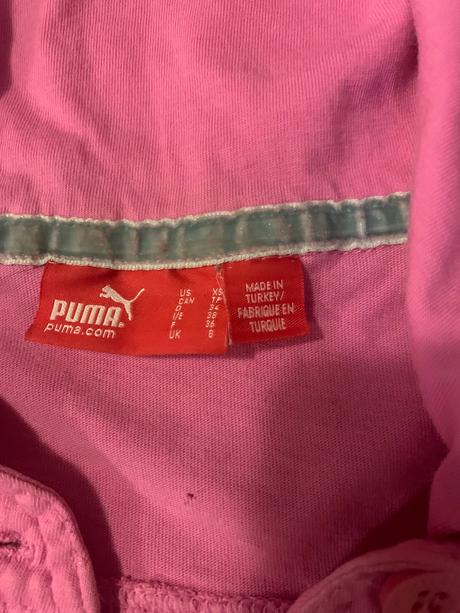 PUMA
puma.com
US XS
CAN TP
D 34
I/E 38
F 36
UK 8
MADE IN
TURKEY/
FABRIQUE EN
TURQUIE